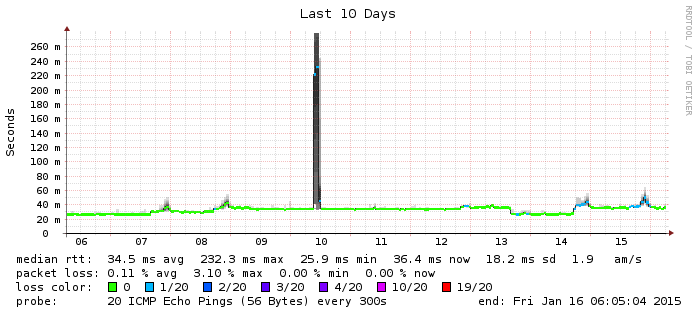 Last 10 Days
RRDTOOL / TOBI OETIKER
Seconds
260 m
240 m
220 m
200 m
180 m
160 m
140 m
120 m
100 m
80 m
60 m
40 m
20 m
0
06 07 08 09 10 11 12 13 14 15
median rtt: 34.5 ms avg 232.3 ms max 25.9 ms min 36.4 ms now 18.2 ms sd 1.9 am/s
packet loss: 0.11 % avg 3.10 % max 0.00 % min 0.00 % now
loss color: 0 1/20 2/20 3/20 4/20 10/20 19/20
probe: 20 ICMP Echo Pings (56 Bytes) every 300s end: Fri Jan 16 06:05:04 2015